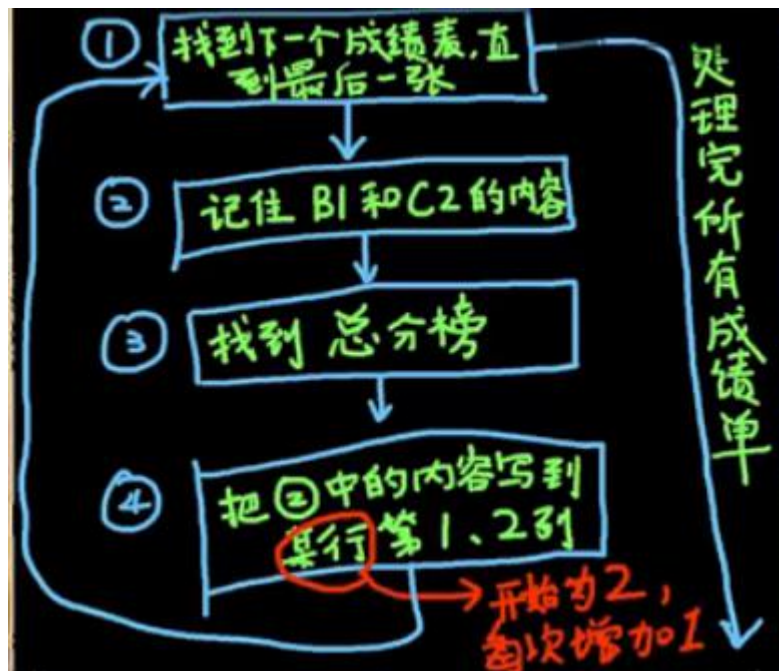 ① 找到下一个成绩表,直
到最后一张
② 记住 B1 和 C2 的内容
③ 找到 总分榜
④ 把②中的内容写到
某行第1、2列
开始为2,
每次增加1
处理完所有成绩单